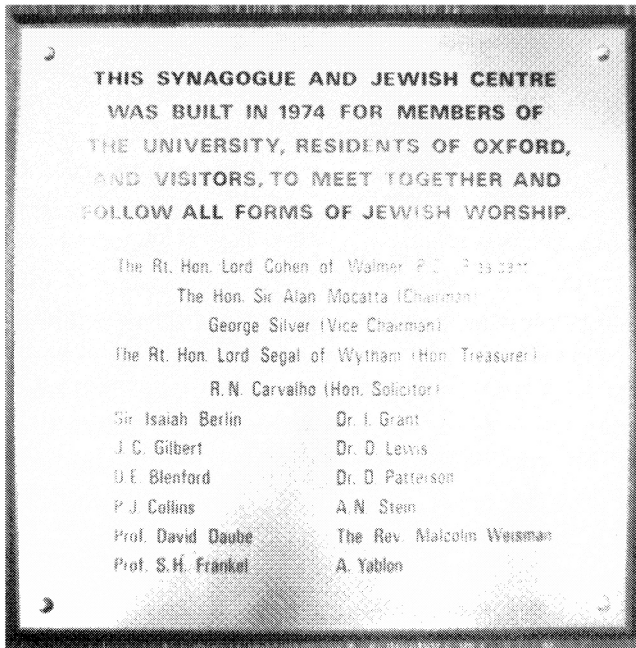 THIS SYNAGOGUE AND JEWISH CENTRE
WAS BUILT IN 1974 FOR MEMBERS OF
THE UNIVERSITY, RESIDENTS OF OXFORD,
AND VISITORS, TO MEET TOGETHER AND
FOLLOW ALL FORMS OF JEWISH WORSHIP.
The Rt. Hon. Lord Cohen of Walmer P.C. President
The Hon. Sir Alan Mocatta (Chairman)
George Silver (Vice Chairman)
The Rt. Hon. Lord Segal of Wytham (Hon. Treasurer)
R.N. Carvalho (Hon. Solicitor)
Sir Isaiah Berlin
J.C. Gilbert
D.E. Blenford
P.J. Collins
Prof. David Daube
Prof. S.H. Frankel
Dr. I. Grant
Dr. D. Lewis
Dr. D. Patterson
A.N. Stein
The Rev. Malcolm Weisman
A. Yablon